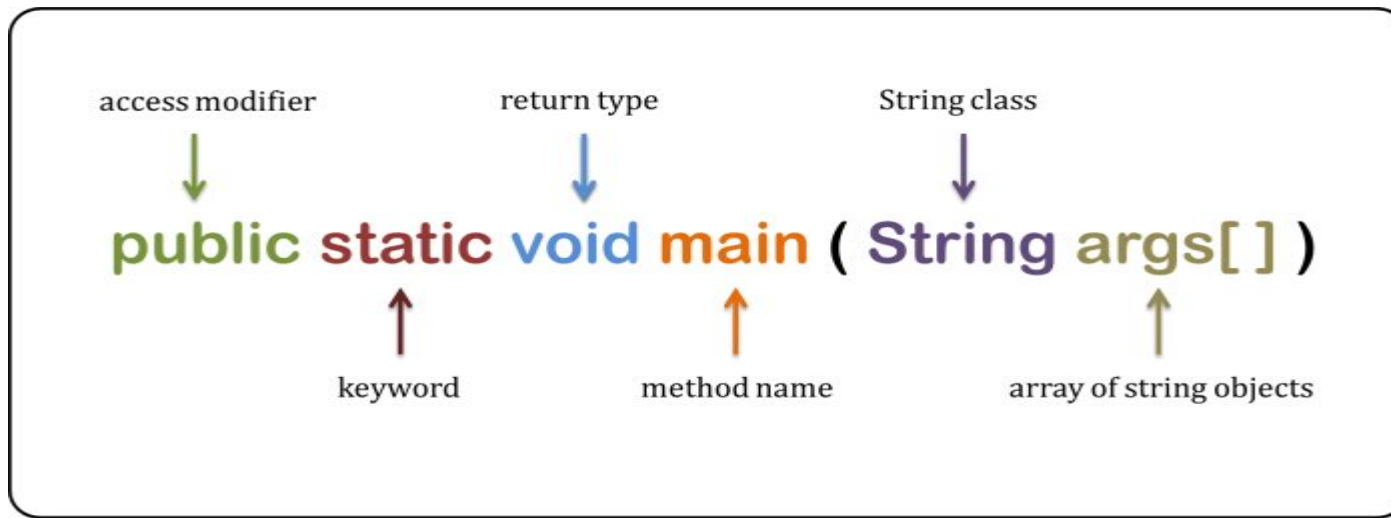 access modifier return type String class
public static void main ( String args[ ] )
keyword method name array of string objects